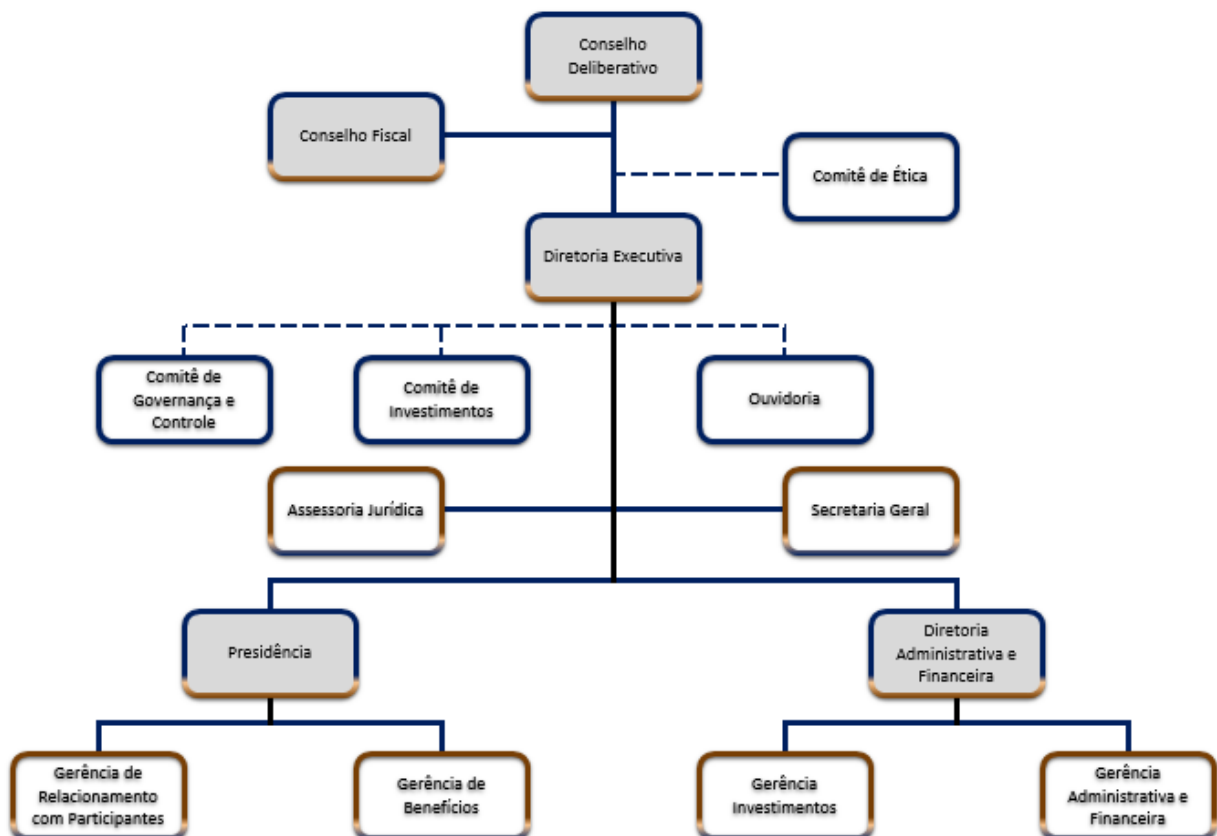 Conselho
Deliberativo
Conselho Fiscal
Comitê de Ética
Diretoria Executiva
Comitê de
Governança e
Controle
Comitê de
Investimentos
Ouvidoria
Assessoria Jurídica
Secretaria Geral
Presidência
Diretoria
Administrativa e
Financeira
Gerência de
Relacionamento
com Participantes
Gerência de
Benefícios
Gerência
Investimentos
Gerência
Administrativa e
Financeira